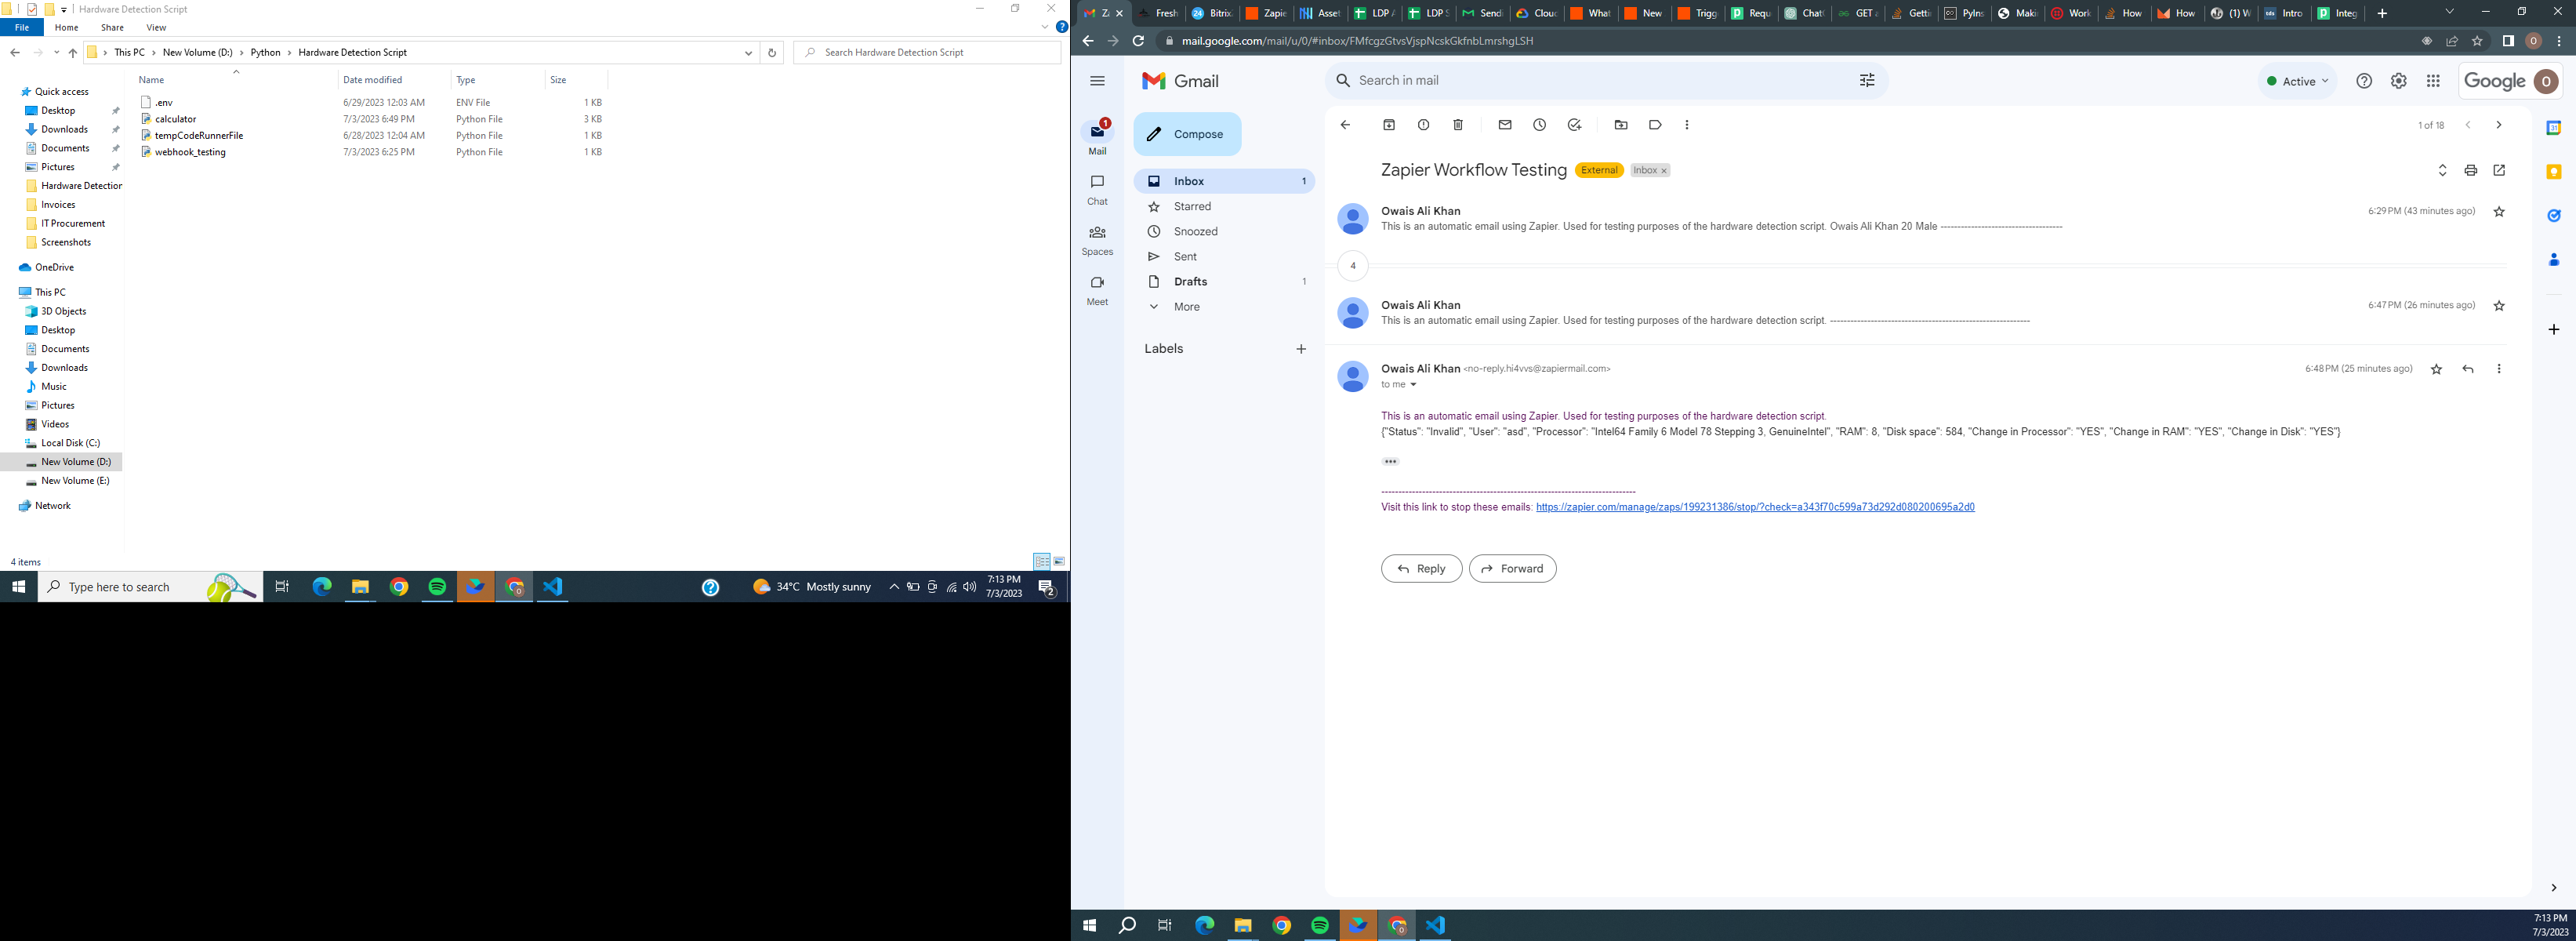 Hardware Detection Script
File Home Share View
This PC > New Volume (D:) > Python > Hardware Detection Script
Search Hardware Detection Script
Name Date modified Type Size
.env 6/29/2023 12:03 AM ENV File 1 KB
calculator 7/3/2023 6:49 PM Python File 3 KB
tempCodeRunnerFile 6/28/2023 12:04 AM Python File 1 KB
webhook_testing 7/3/2023 6:25 PM Python File 1 KB
Quick access
Desktop
Downloads
Documents
Pictures
Hardware Detection
Invoices
IT Procurement
Screenshots
OneDrive
This PC
3D Objects
Desktop
Documents
Downloads
Music
Pictures
Videos
Local Disk (C:)
New Volume (D:)
New Volume (E:)
Network
4 items
Type here to search
34°C Mostly sunny
7:13 PM
7/3/2023
2
Fresh Bitrix Zapie Asset LDP A LDP S Send Clou What New Trigg Requ Chat GET a Getti PyIns Maki Work How How (1) W Intro Integ
mail.google.com/mail/u/0/#inbox/FMfcgzGtvsVjspNcskGkfnbLmrshgLSH
Gmail
Search in mail
Active
Google O
1
Mail
Chat
Spaces
Meet
Compose
Inbox 1
Starred
Snoozed
Sent
Drafts 1
More
Labels
1 of 18
Zapier Workflow Testing External Inbox x
Owais Ali Khan 6:29 PM (43 minutes ago)
This is an automatic email using Zapier. Used for testing purposes of the hardware detection script. Owais Ali Khan 20 Male ------------------------------------
4
Owais Ali Khan 6:47 PM (26 minutes ago)
This is an automatic email using Zapier. Used for testing purposes of the hardware detection script. -----------------------------------------------------------
Owais Ali Khan <no-reply.hi4vvs@zapiermail.com> 6:48 PM (25 minutes ago)
to me
This is an automatic email using Zapier. Used for testing purposes of the hardware detection script.
{"Status": "Invalid", "User": "asd", "Processor": "Intel64 Family 6 Model 78 Stepping 3, GenuineIntel", "RAM": 8, "Disk space": 584, "Change in Processor": "YES", "Change in RAM": "YES", "Change in Disk": "YES"}
---------------------------------------------------------------------------
Visit this link to stop these emails: https://zapier.com/manage/zaps/199231386/stop/?check=a343f70c599a73d292d080200695a2d0
Reply Forward
7:13 PM
7/3/2023